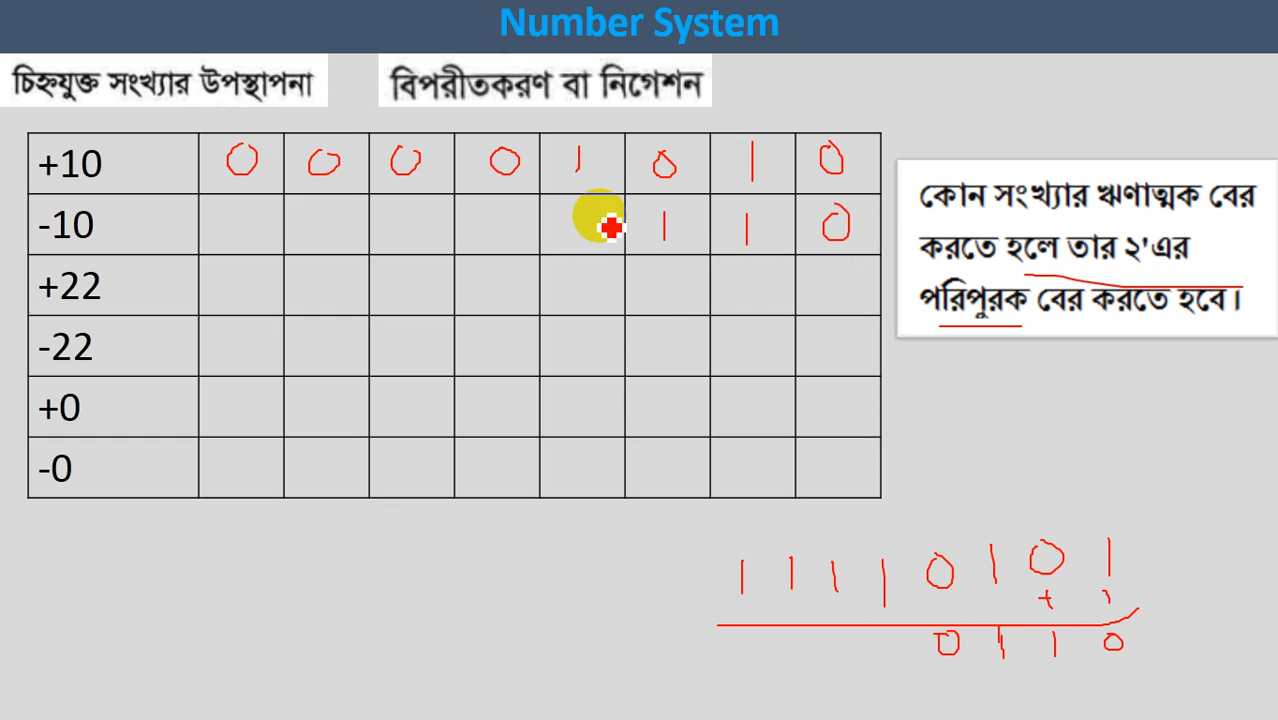 Number System
চিহ্নযুক্ত সংখ্যার উপস্থাপনা
বিপরীতকরণ বা নিগেশন
+10 0 0 0 0 1 0 1 0
-10 1 1 0
+22
-22
+0
-0
কোন সংখ্যার ঋণাত্মক বের
করতে হলে তার ২'এর
পরিপূরক বের করতে হবে।
1 1 1 1 0 1 0 1
+ 1
0 1 1 0